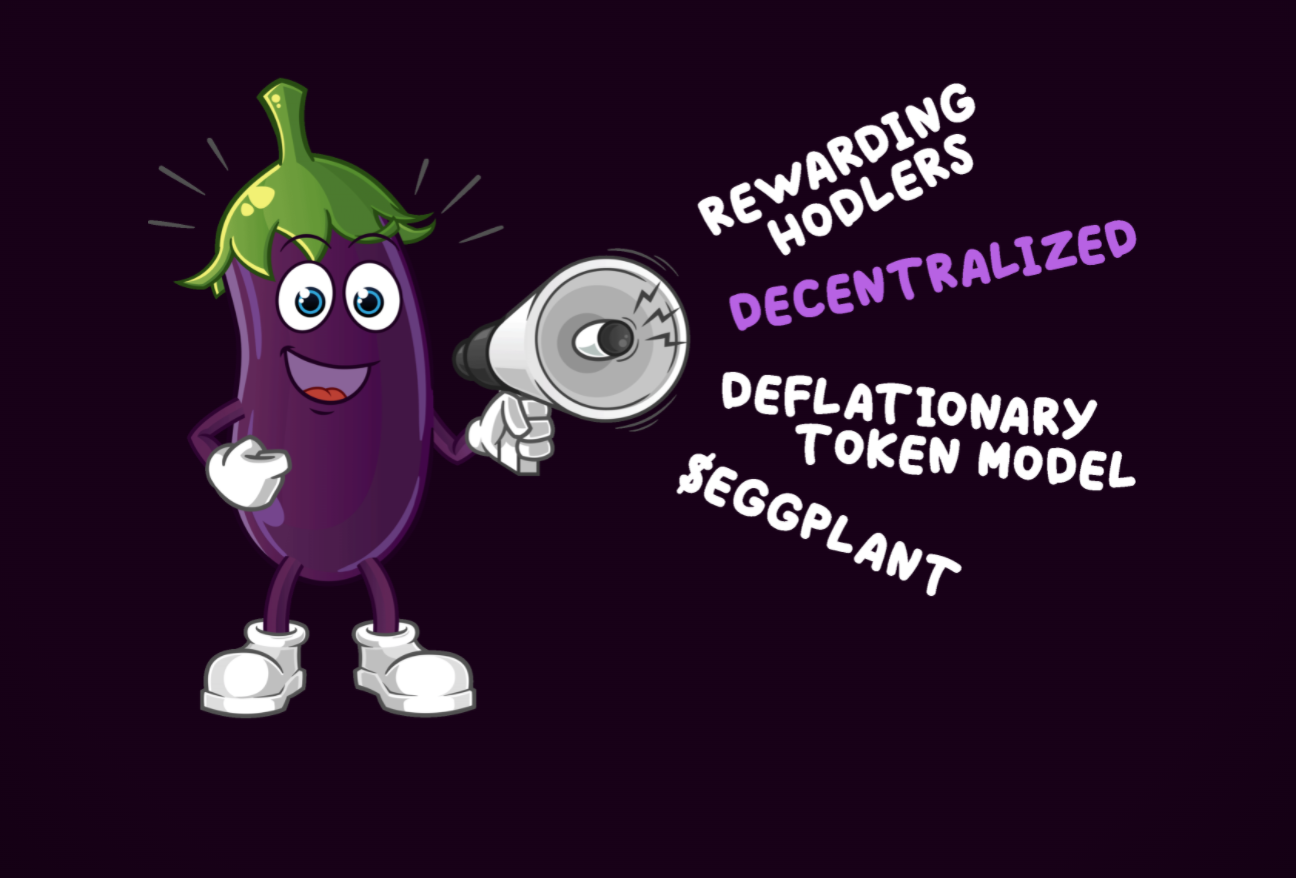 REWARDING
HODLERS
DECENTRALIZED
DEFLATIONARY
TOKEN MODEL
$EGGPLANT